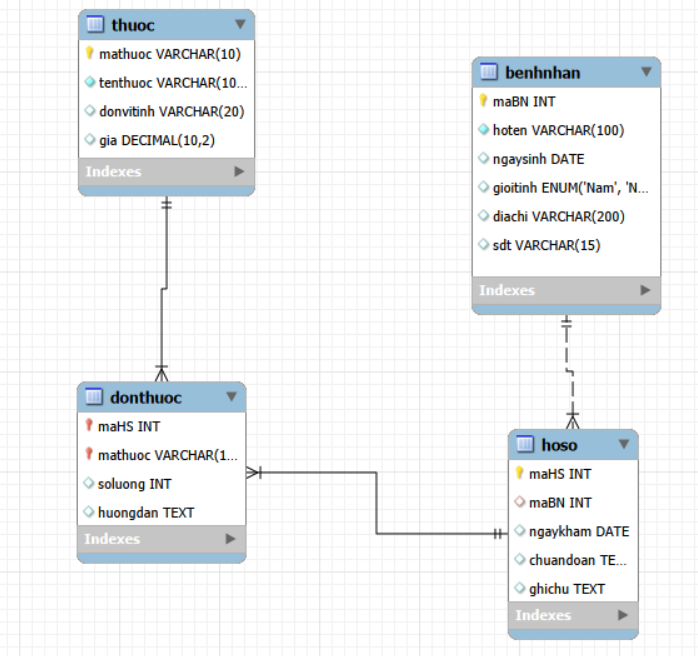 thuoc
mathuoc VARCHAR(10)
tenthuoc VARCHAR(10...
donvitinh VARCHAR(20)
gia DECIMAL(10,2)
Indexes
benhnhan
maBN INT
hoten VARCHAR(100)
ngaysinh DATE
gioitinh ENUM('Nam', 'N...
diachi VARCHAR(200)
sdt VARCHAR(15)
Indexes
donthuoc
maHS INT
mathuoc VARCHAR(1...
soluong INT
huongdan TEXT
Indexes
hoso
maHS INT
maBN INT
ngaykham DATE
chuandoan TE...
ghichu TEXT
Indexes